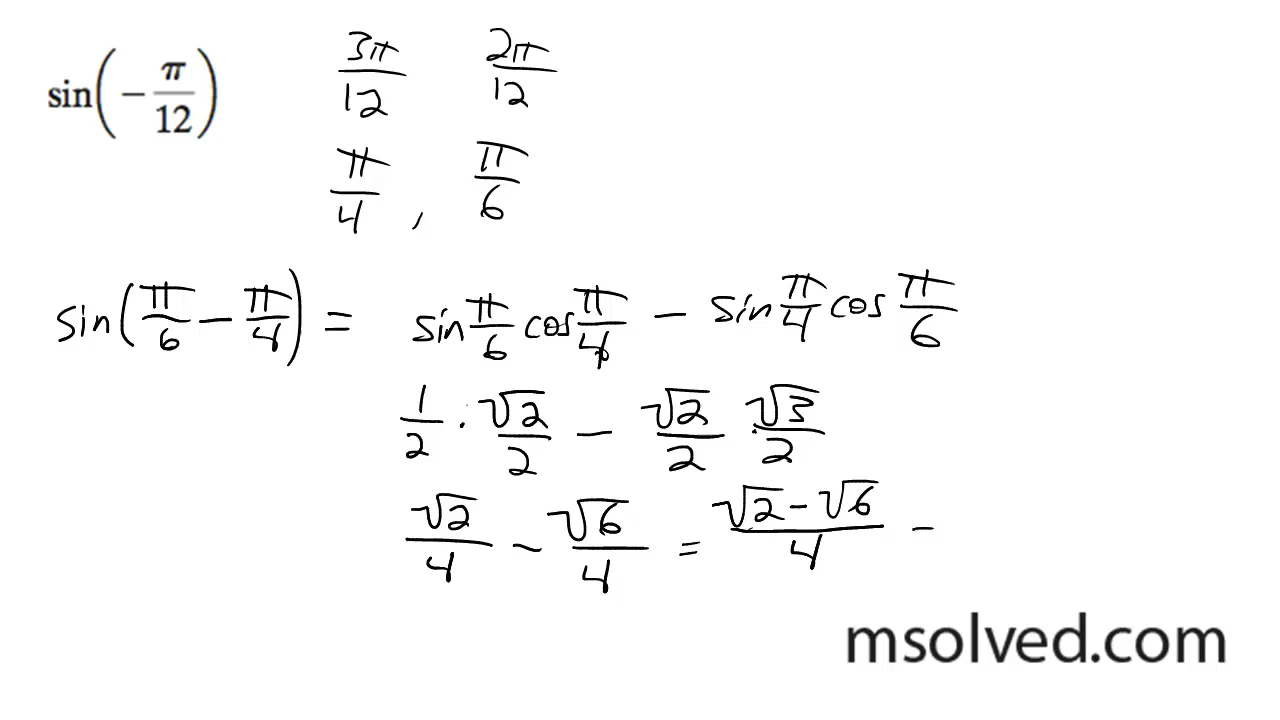 sin(−π/12) 3π/12 2π/12
π/4 , π/6
sin(π/6 − π/4) = sin π/6 cos π/4 − sin π/4 cos π/6
1/2 · √2/2 − √2/2 · √3/2
√2/4 − √6/4 = (√2 − √6)/4 −
msolved.com